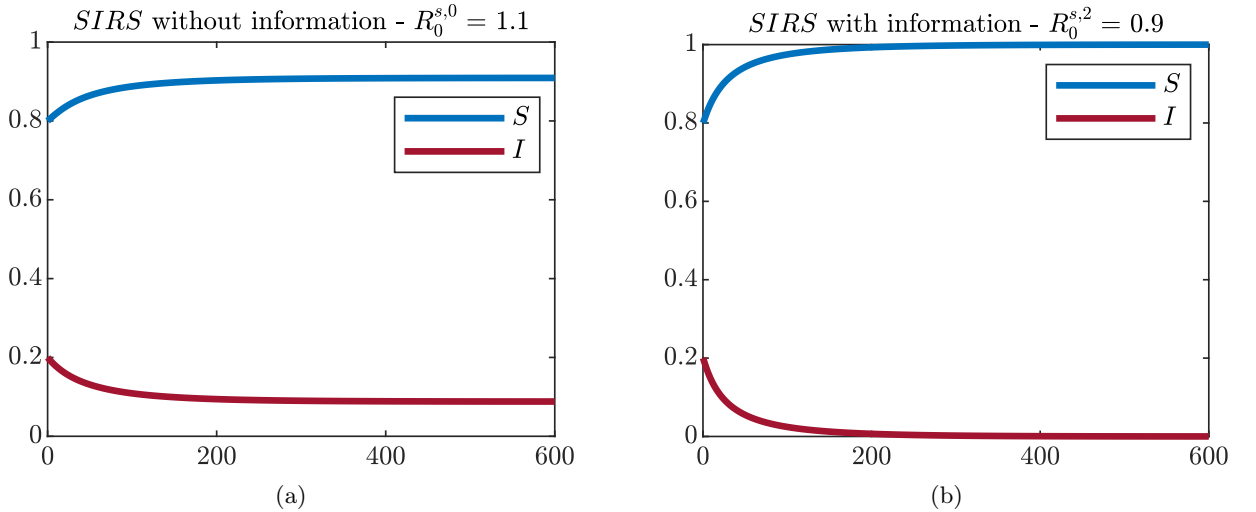 SIRS without information - R_0^{s,0} = 1.1
1
0.8
0.6
0.4
0.2
0
0
200
400
600
S
I
(a)
SIRS with information - R_0^{s,2} = 0.9
1
0.8
0.6
0.4
0.2
0
0
200
400
600
S
I
(b)